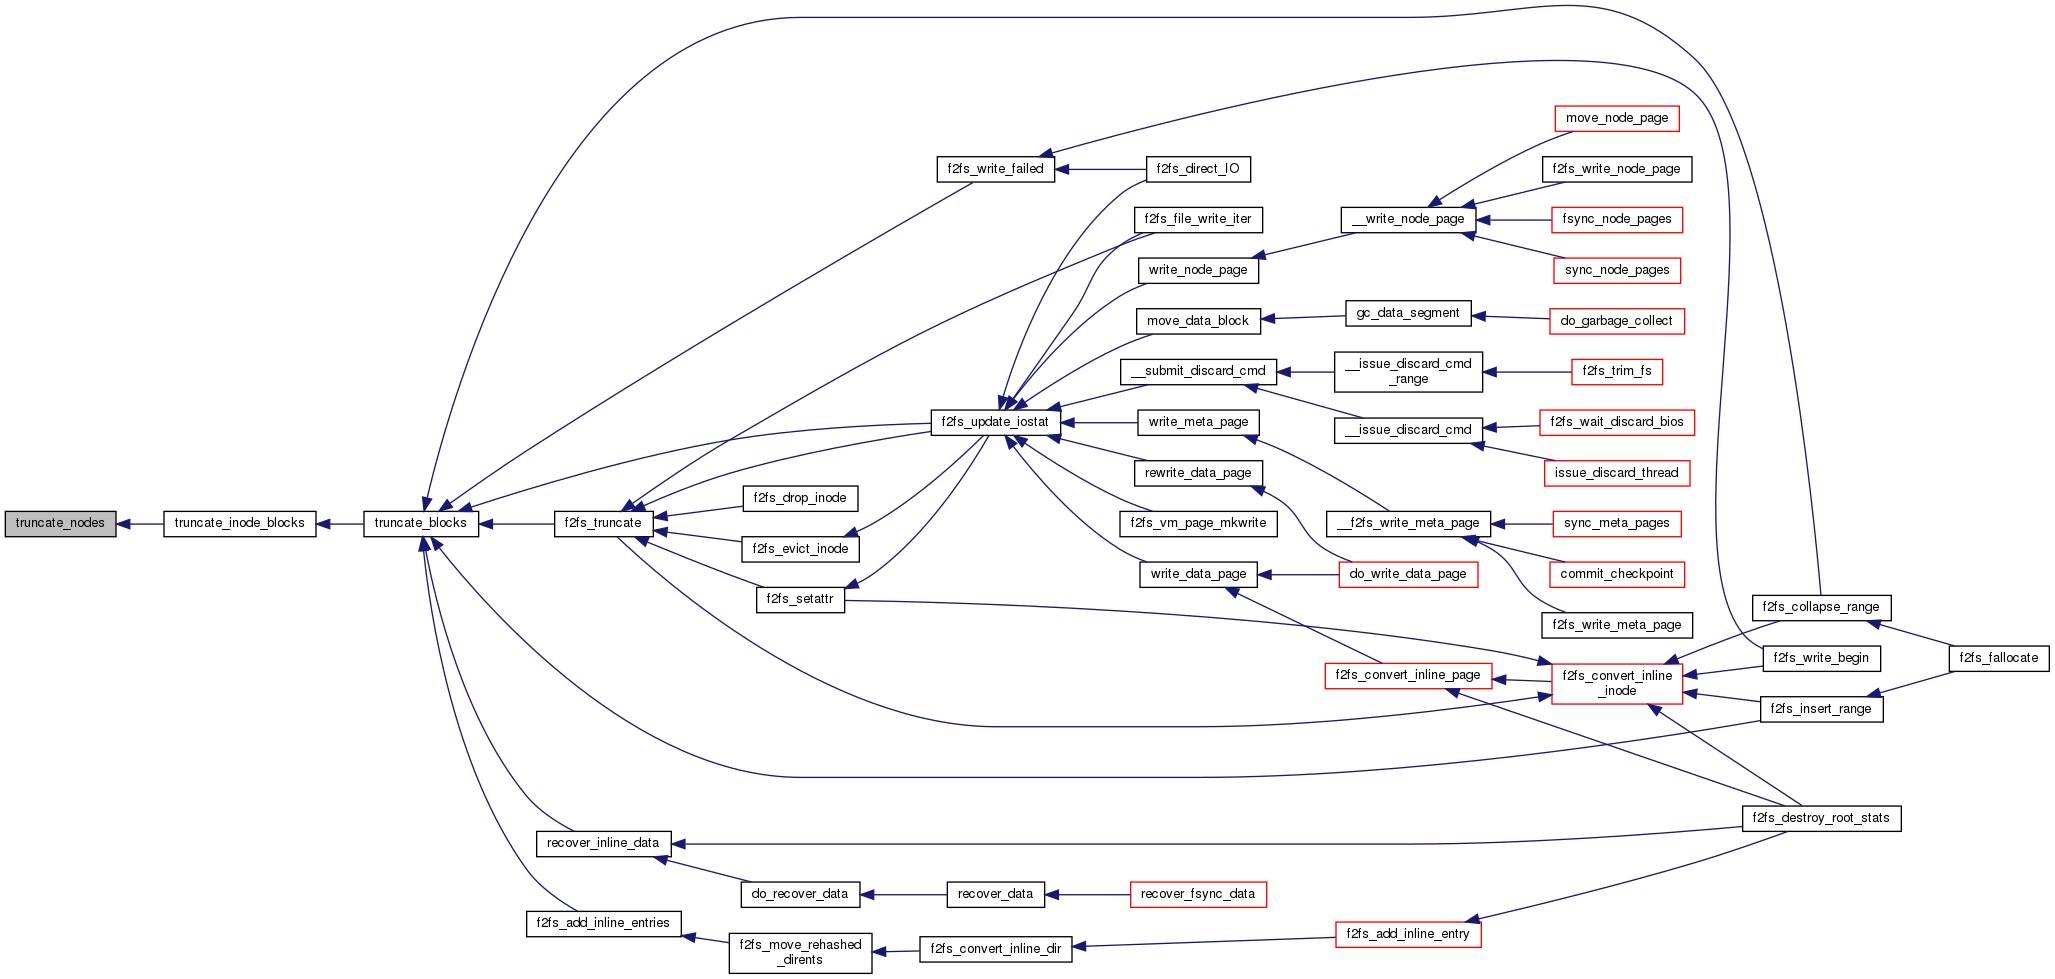 move_node_page
f2fs_write_failed
f2fs_direct_IO
f2fs_write_node_page
f2fs_file_write_iter
__write_node_page
fsync_node_pages
write_node_page
sync_node_pages
move_data_block
gc_data_segment
do_garbage_collect
__submit_discard_cmd
__issue_discard_cmd
_range
f2fs_trim_fs
f2fs_update_iostat
write_meta_page
__issue_discard_cmd
f2fs_wait_discard_bios
rewrite_data_page
issue_discard_thread
f2fs_drop_inode
truncate_nodes
truncate_inode_blocks
truncate_blocks
f2fs_truncate
f2fs_vm_page_mkwrite
__f2fs_write_meta_page
sync_meta_pages
f2fs_evict_inode
write_data_page
do_write_data_page
commit_checkpoint
f2fs_setattr
f2fs_collapse_range
f2fs_write_meta_page
f2fs_write_begin
f2fs_fallocate
f2fs_convert_inline_page
f2fs_convert_inline
_inode
f2fs_insert_range
f2fs_destroy_root_stats
recover_inline_data
do_recover_data
recover_data
recover_fsync_data
f2fs_add_inline_entries
f2fs_add_inline_entry
f2fs_move_rehashed
_dirents
f2fs_convert_inline_dir